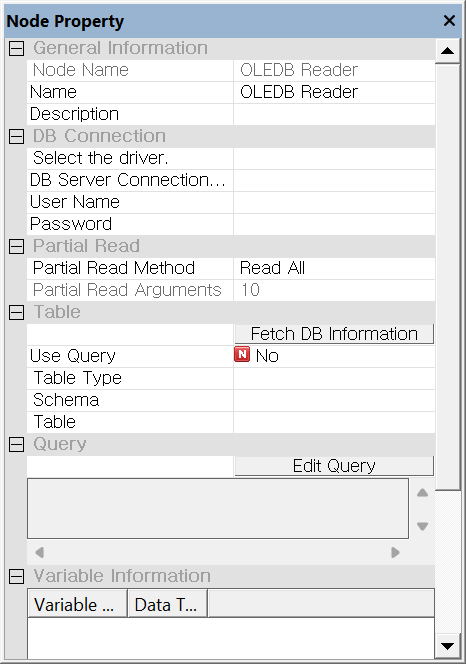 Node Property
General Information
Node Name OLEDB Reader
Name OLEDB Reader
Description
DB Connection
Select the driver.
DB Server Connection...
User Name
Password
Partial Read
Partial Read Method Read All
Partial Read Arguments 10
Table
Fetch DB Information
Use Query N No
Table Type
Schema
Table
Query
Edit Query
Variable Information
Variable ... Data T...